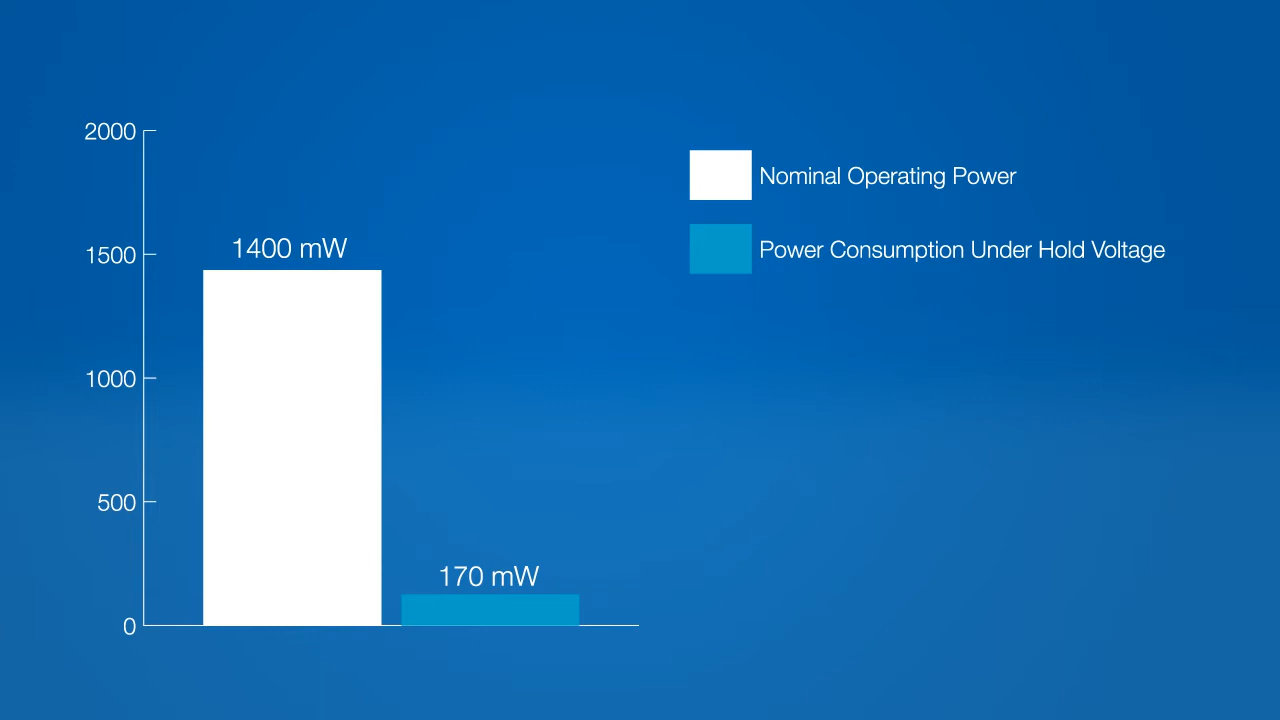 2000
1500
1000
500
0
1400 mW
170 mW
Nominal Operating Power
Power Consumption Under Hold Voltage